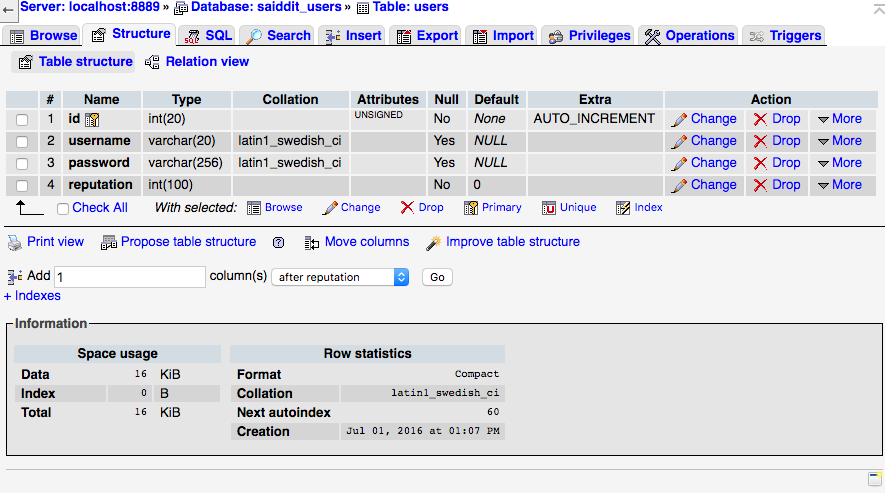 Server: localhost:8889 » Database: saiddit_users » Table: users
Browse Structure SQL Search Insert Export Import Privileges Operations Triggers
Table structure Relation view
# Name Type Collation Attributes Null Default Extra Action
1 id int(20) UNSIGNED No None AUTO_INCREMENT Change Drop More
2 username varchar(20) latin1_swedish_ci Yes NULL Change Drop More
3 password varchar(256) latin1_swedish_ci Yes NULL Change Drop More
4 reputation int(100) No 0 Change Drop More
Check All With selected: Browse Change Drop Primary Unique Index
Print view Propose table structure Move columns Improve table structure
Add 1 column(s) after reputation Go
+ Indexes
Information
Space usage Row statistics
Data 16 KiB Format Compact
Index 0 B Collation latin1_swedish_ci
Total 16 KiB Next autoindex 60
Creation Jul 01, 2016 at 01:07 PM